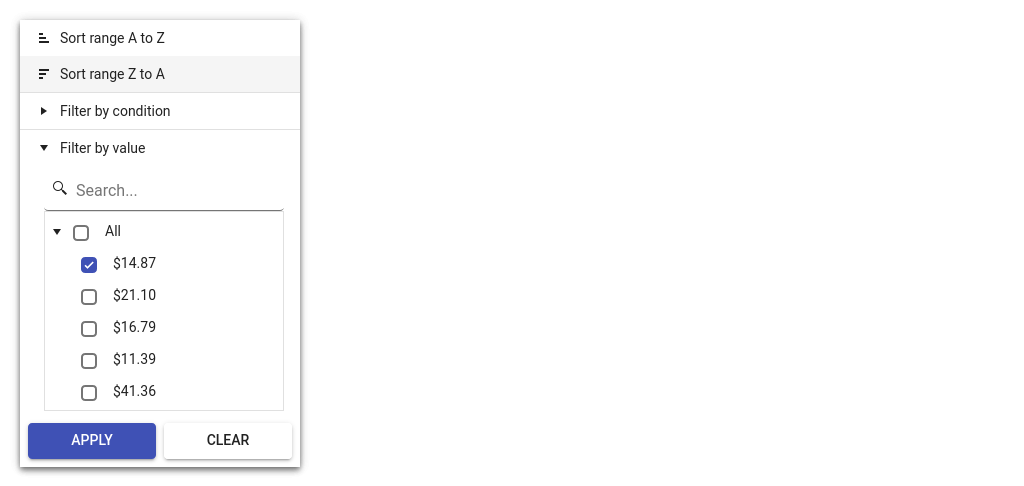 Sort range A to Z
Sort range Z to A
Filter by condition
Filter by value
Search...
All
$14.87
$21.10
$16.79
$11.39
$41.36
APPLY CLEAR